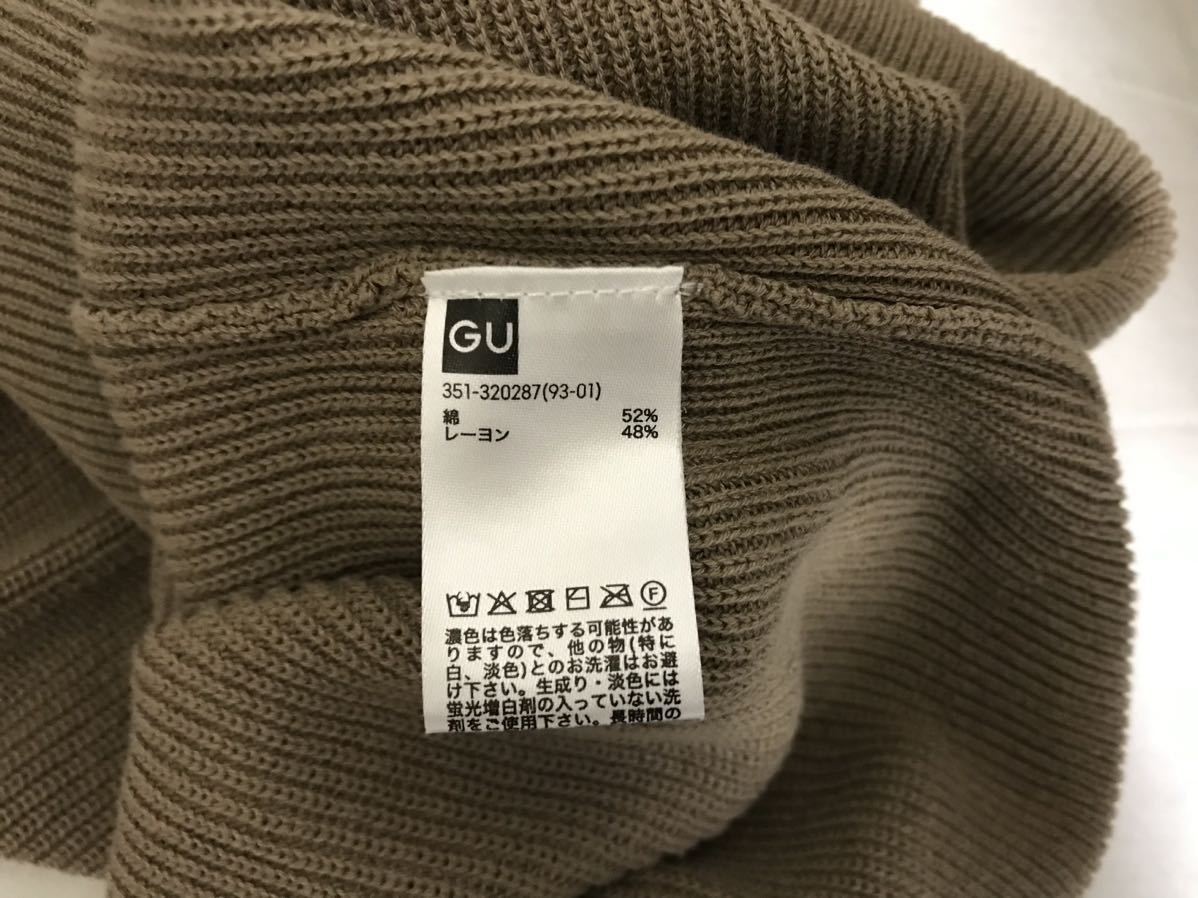 GU
351-320287(93-01)
綿 52%
レーヨン 48%
F
濃色は色落ちする可能性があ
りますので、他の物(特に
白、淡色)とのお洗濯はお避
け下さい。生成り・淡色には
蛍光増白剤の入っていない洗
剤をご使用下さい。長時間の